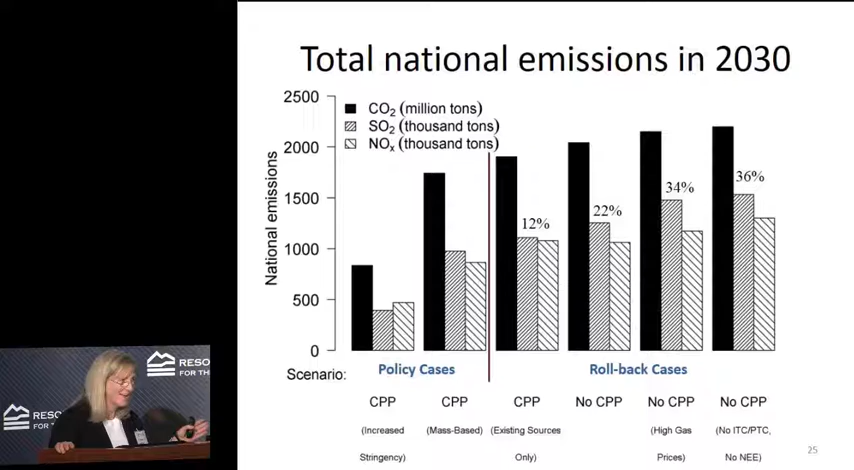 Total national emissions in 2030
2500
2000
1500
1000
500
0
National emissions
CO₂ (million tons)
SO₂ (thousand tons)
NOₓ (thousand tons)
12%
22%
34%
36%
Scenario:
Policy Cases
Roll-back Cases
CPP
(Increased
Stringency)
CPP
(Mass-Based)
CPP
(Existing Sources
Only)
No CPP
No CPP
(High Gas
Prices)
No CPP
(No ITC/PTC,
No NEE)
25
RESO
FOR THE
RESO
FOR T